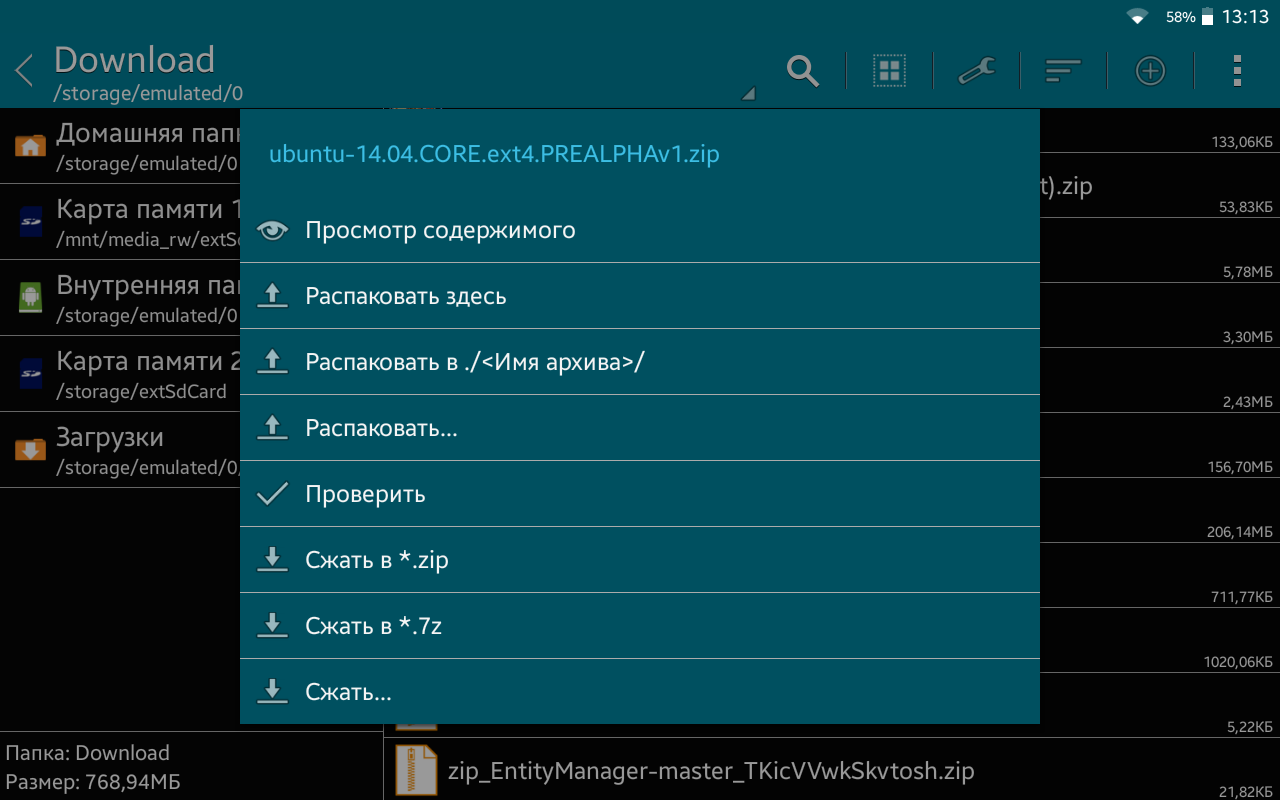 58% 13:13
Download
/storage/emulated/0
Домашняя
/storage/emulated/0
Карта памяти 1
/mnt/media_rw/
Внутренняя
/storage/emulated/0
Карта памяти 2
/storage/extSdCard
Загрузки
/storage/emulated/0
Папка: Download
Размер: 768,94МБ
ubuntu-14.04.CORE.ext4.PREALPHAv1.zip
Просмотр содержимого
Распаковать здесь
Распаковать в ./<Имя архива>/
Распаковать...
Проверить
Сжать в *.zip
Сжать в *.7z
Сжать...
133,06КБ
t).zip
53,83КБ
5,78МБ
3,30МБ
2,43МБ
156,70МБ
206,14МБ
711,77КБ
1020,06КБ
5,22КБ
zip_EntityManager-master_TKicVVwkSkvtosh.zip
21,82КБ